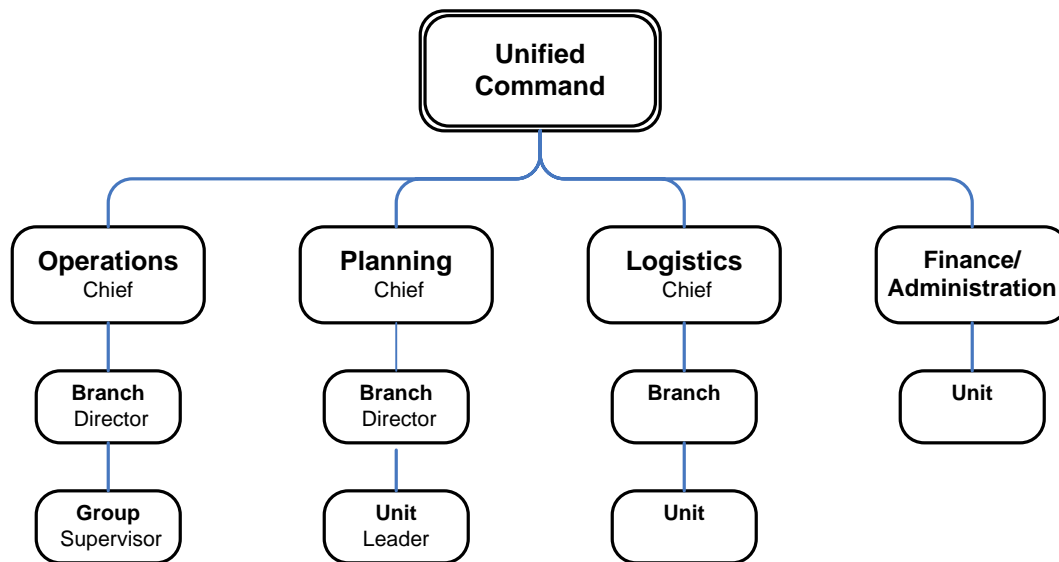 Unified
Command
Operations
Chief
Planning
Chief
Logistics
Chief
Finance/
Administration
Branch
Director
Branch
Director
Branch
Unit
Group
Supervisor
Unit
Leader
Unit